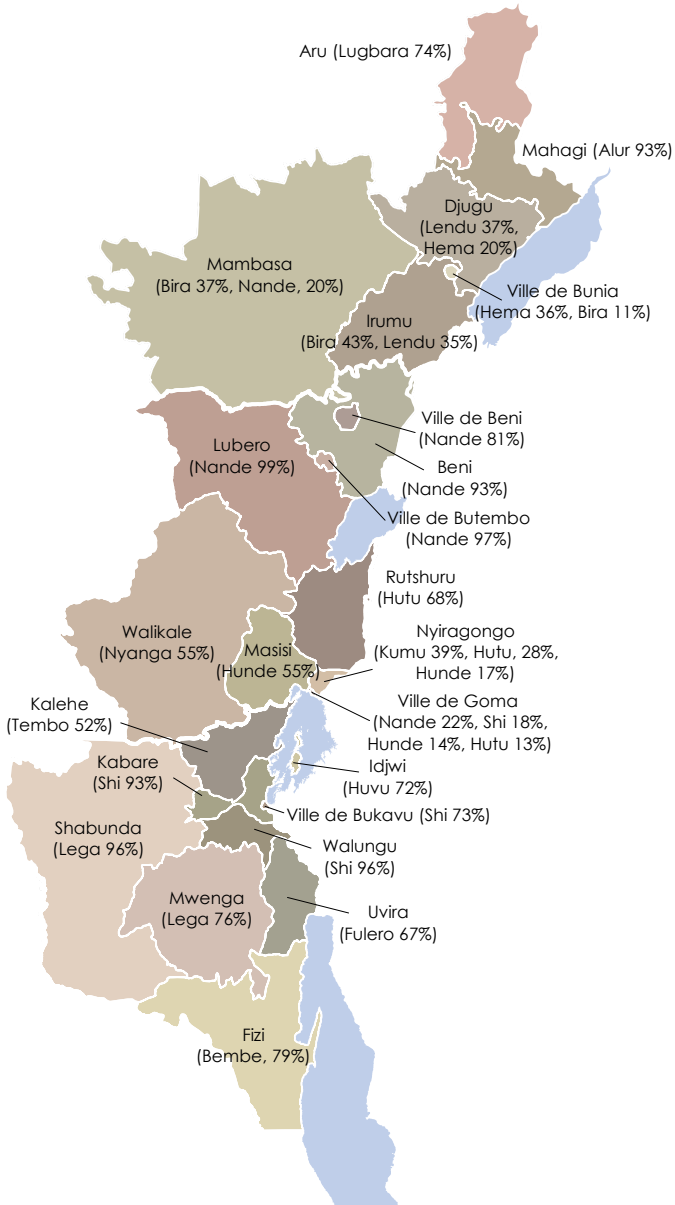 Aru (Lugbara 74%)
Mahagi (Alur 93%)
Djugu
(Lendu 37%,
Hema 20%)
Mambasa
(Bira 37%, Nande, 20%)
Ville de Bunia
(Hema 36%, Bira 11%)
Irumu
(Bira 43%, Lendu 35%)
Ville de Beni
(Nande 81%)
Lubero
(Nande 99%)
Beni
(Nande 93%)
Ville de Butembo
(Nande 97%)
Rutshuru
(Hutu 68%)
Walikale
(Nyanga 55%)
Masisi
(Hunde 55%)
Nyiragongo
(Kumu 39%, Hutu, 28%,
Hunde 17%)
Kalehe
(Tembo 52%)
Ville de Goma
(Nande 22%, Shi 18%,
Hunde 14%, Hutu 13%)
Kabare
(Shi 93%)
Idjwi
(Huvu 72%)
Ville de Bukavu (Shi 73%)
Shabunda
(Lega 96%)
Walungu
(Shi 96%)
Mwenga
(Lega 76%)
Uvira
(Fulero 67%)
Fizi
(Bembe, 79%)